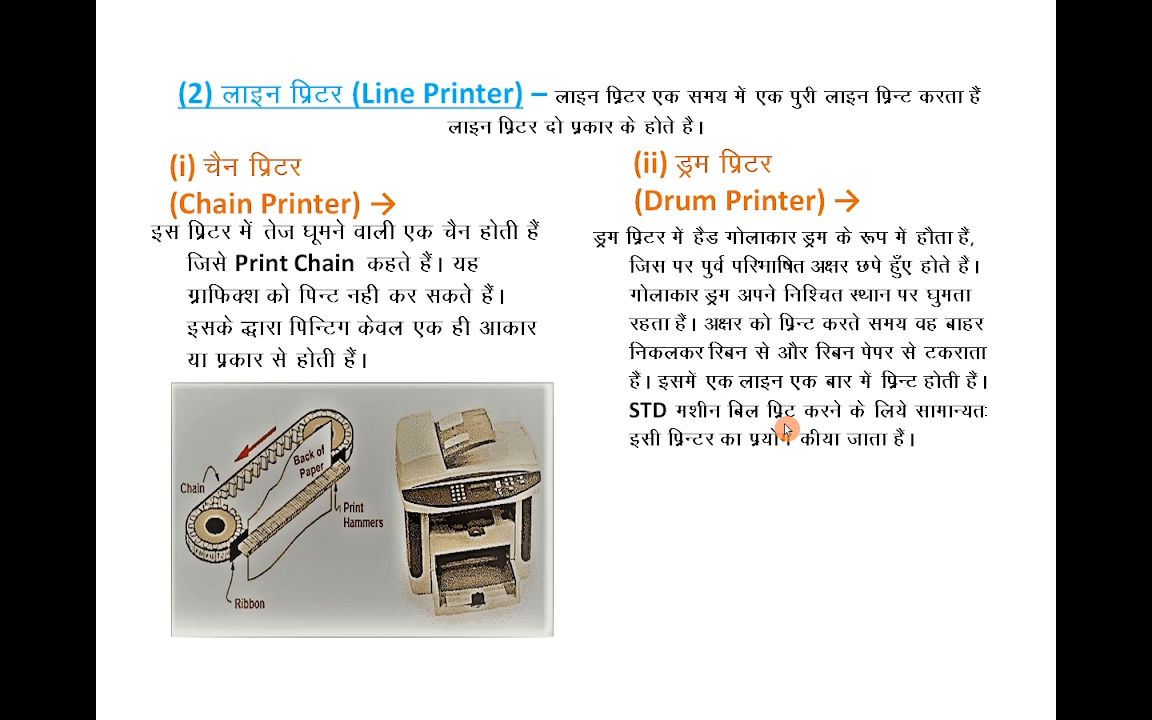 (2) लाइन प्रिटर (Line Printer) – लाइन प्रिटर एक समय में एक पुरी लाइन प्रिन्ट करता हैं
लाइन प्रिटर दो प्रकार के होते है।
(i) चैन प्रिटर
(Chain Printer) →
इस प्रिटर में तेज घूमने वाली एक चैन होती हैं
जिसे Print Chain कहते हैं। यह
ग्राफिक्श को पिन्ट नही कर सकते हैं।
इसके द्धारा पिन्टिग केवल एक ही आकार
या प्रकार से होती हैं।
Chain
Back of
Paper
Print
Hammers
Ribbon
(ii) ड्रम प्रिटर
(Drum Printer) →
ड्रम प्रिटर में हैड गोलाकार ड्रम के रूप में हौता हैं,
जिस पर पुर्व परिभाषित अक्षर छपे हुँए होते हैं।
गोलाकार ड्रम अपने निश्चित स्थान पर घुमता
रहता हैं। अक्षर को प्रिन्ट करते समय वह बाहर
निकलकर रिबन से और रिबन पेपर से टकराता
हैं। इसमें एक लाइन एक बार में प्रिन्ट होती हैं।
STD मशीन बिल प्रिट करने के लिये सामान्यतः
इसी प्रिन्टर का प्रयोग कीया जाता हैं।